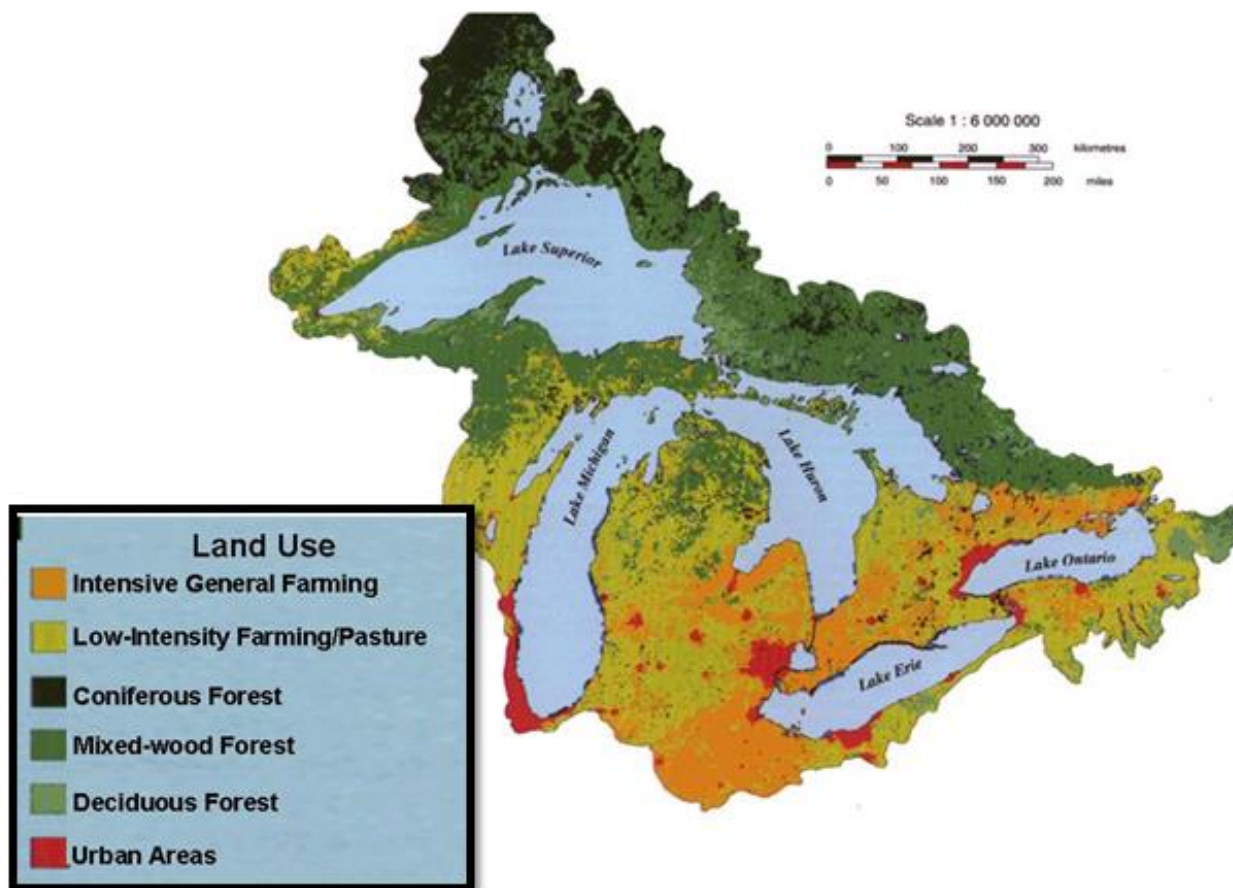 Scale 1 : 6 000 000
0 100 200 300 kilometres
0 50 100 150 200 miles
Lake Superior
Lake Michigan
Lake Huron
Lake Ontario
Lake Erie
Land Use
Intensive General Farming
Low-Intensity Farming/Pasture
Coniferous Forest
Mixed-wood Forest
Deciduous Forest
Urban Areas